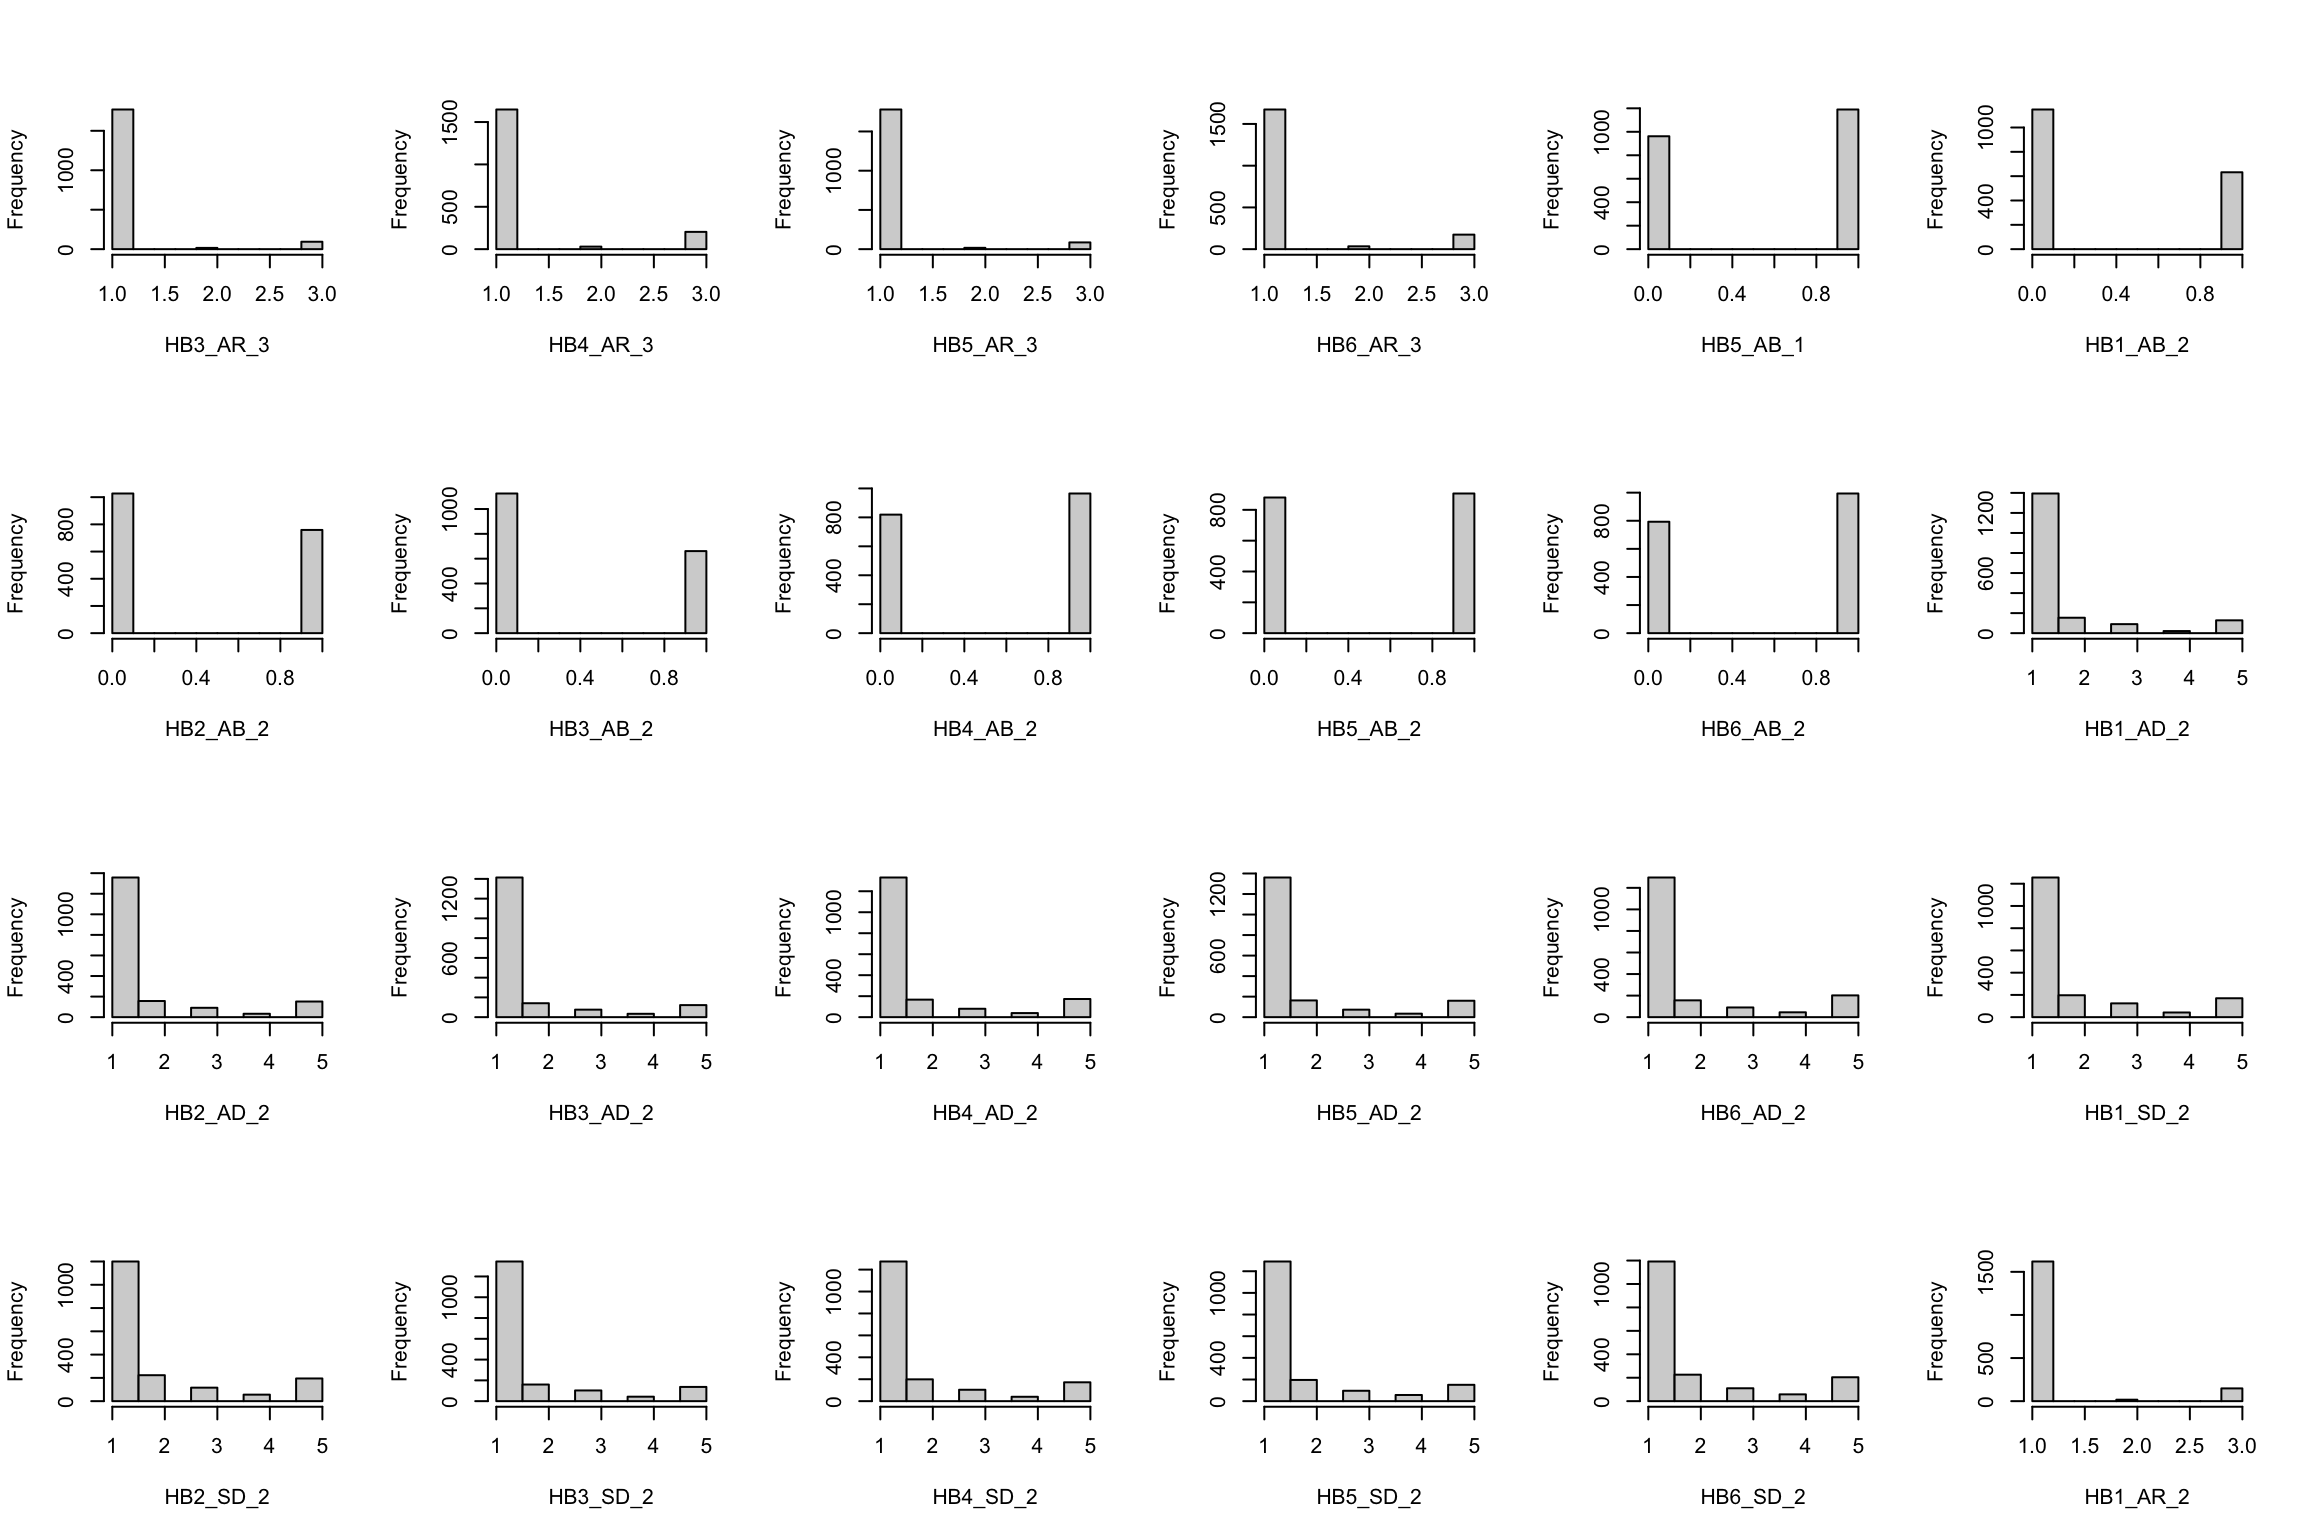 Frequency
0 1000
1.0 1.5 2.0 2.5 3.0
HB3_AR_3
Frequency
0 500 1500
1.0 1.5 2.0 2.5 3.0
HB4_AR_3
Frequency
0 1000
1.0 1.5 2.0 2.5 3.0
HB5_AR_3
Frequency
0 500 1500
1.0 1.5 2.0 2.5 3.0
HB6_AR_3
Frequency
0 400 1000
0.0 0.4 0.8
HB5_AB_1
Frequency
0 400 1000
0.0 0.4 0.8
HB1_AB_2
Frequency
0 400 800
0.0 0.4 0.8
HB2_AB_2
Frequency
0 400 1000
0.0 0.4 0.8
HB3_AB_2
Frequency
0 400 800
0.0 0.4 0.8
HB4_AB_2
Frequency
0 400 800
0.0 0.4 0.8
HB5_AB_2
Frequency
0 400 800
0.0 0.4 0.8
HB6_AB_2
Frequency
0 600 1200
1 2 3 4 5
HB1_AD_2
Frequency
0 400 1000
1 2 3 4 5
HB2_AD_2
Frequency
0 600 1200
1 2 3 4 5
HB3_AD_2
Frequency
0 400 1000
1 2 3 4 5
HB4_AD_2
Frequency
0 600 1200
1 2 3 4 5
HB5_AD_2
Frequency
0 400 1000
1 2 3 4 5
HB6_AD_2
Frequency
0 400 1000
1 2 3 4 5
HB1_SD_2
Frequency
0 400 1000
1 2 3 4 5
HB2_SD_2
Frequency
0 400 1000
1 2 3 4 5
HB3_SD_2
Frequency
0 400 1000
1 2 3 4 5
HB4_SD_2
Frequency
0 400 1000
1 2 3 4 5
HB5_SD_2
Frequency
0 400 1000
1 2 3 4 5
HB6_SD_2
Frequency
0 500 1500
1.0 1.5 2.0 2.5 3.0
HB1_AR_2